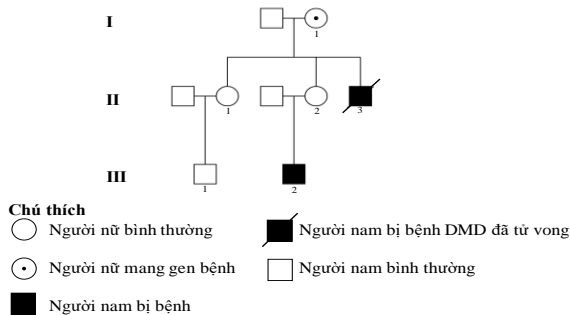 I
1
II
1
2
3
III
1
2
Chú thích
Người nữ bình thường
Người nam bị bệnh DMD đã tử vong
Người nữ mang gen bệnh
Người nam bình thường
Người nam bị bệnh